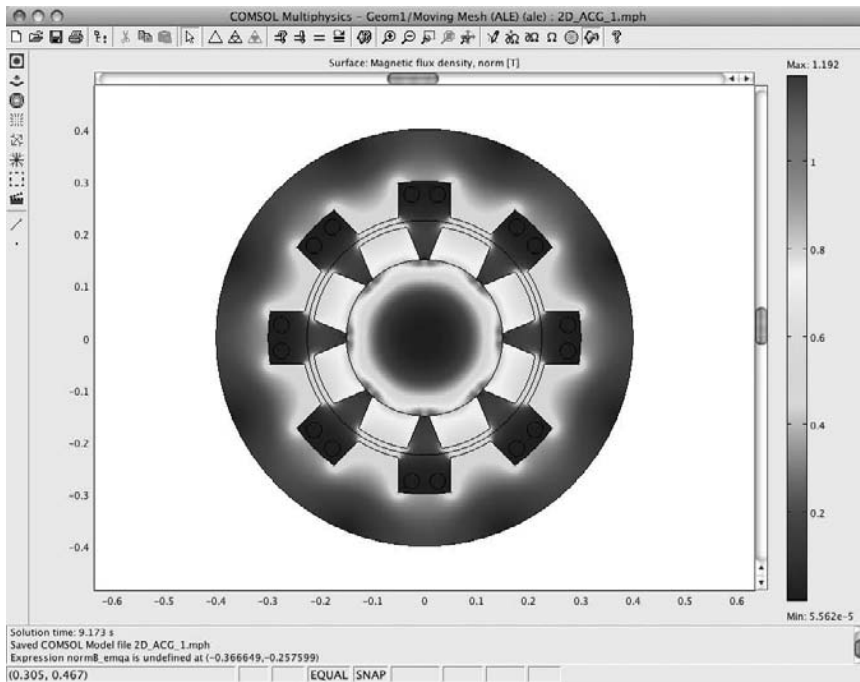 COMSOL Multiphysics - Geom1/Moving Mesh (ALE) (ale) : 2D_ACG_1.mph
Surface: Magnetic flux density, norm [T]
Max: 1.192
0.4
0.3
0.2
0.1
0
-0.1
-0.2
-0.3
-0.4
1
0.8
0.6
0.4
0.2
-0.6 -0.5 -0.4 -0.3 -0.2 -0.1 0 0.1 0.2 0.3 0.4 0.5 0.6
Min: 5.562e-5
Solution time: 9.173 s
Saved COMSOL Model file 2D_ACG_1.mph
Expression normB_emqa is undefined at (-0.366649,-0.257599)
(0.305, 0.467) EQUAL SNAP